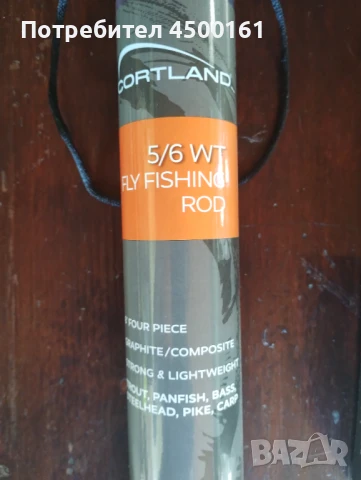 Потребител 4500161
CORTLAND
5/6 WT
FLY FISHING
ROD
FOUR PIECE
GRAPHITE/COMPOSITE
STRONG & LIGHTWEIGHT
TROUT, PANFISH, BASS,
STEELHEAD, PIKE, CARP
BAZAR